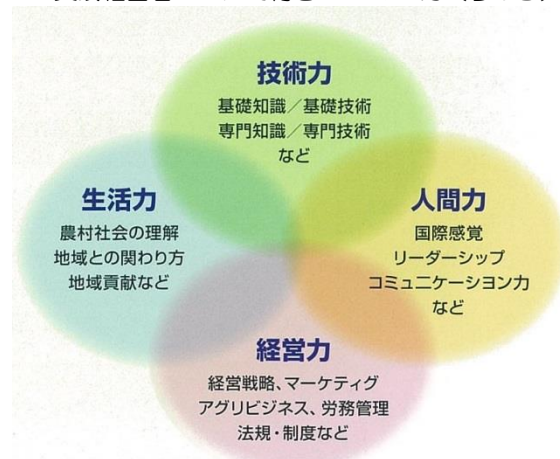 技術力
基礎知識／基礎技術
専門知識／専門技術
など
生活力
農村社会の理解
地域との関わり方
地域貢献など
人間力
国際感覚
リーダーシップ
コミュニケーション力
など
経営力
経営戦略、マーケティグ
アグリビジネス、労務管理
法規・制度など